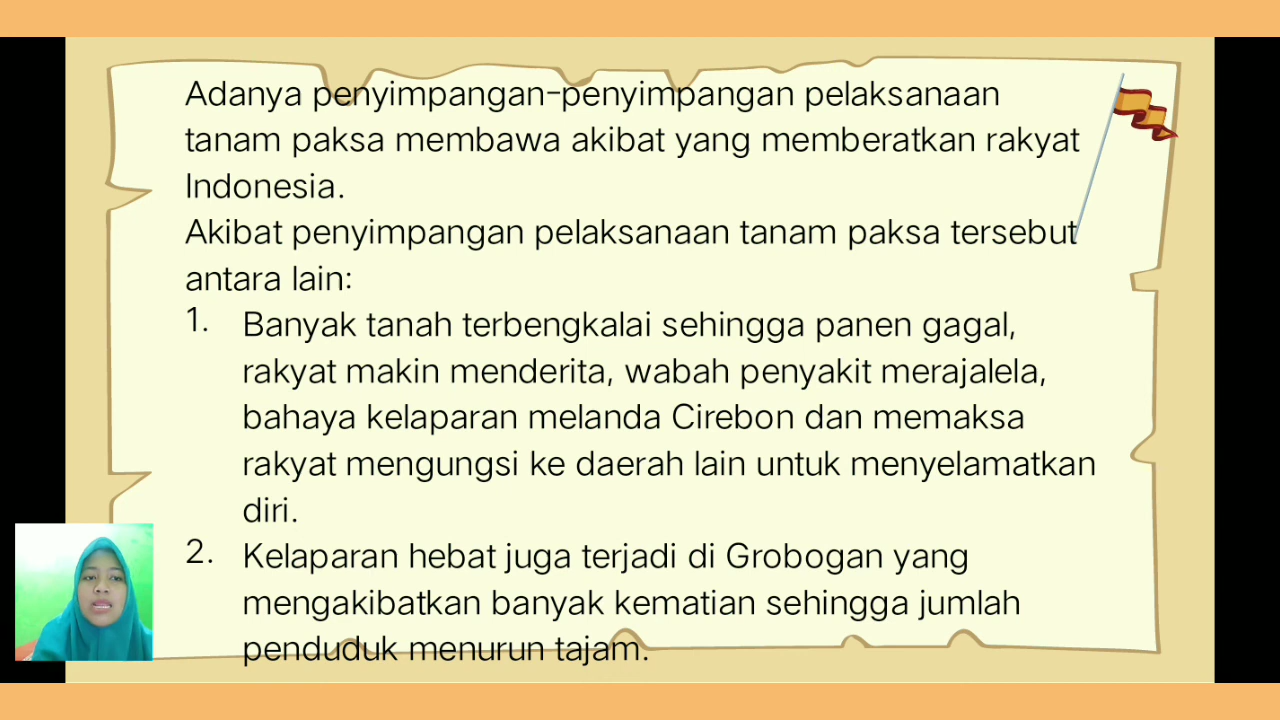 Adanya penyimpangan-penyimpangan pelaksanaan
tanam paksa membawa akibat yang memberatkan rakyat
Indonesia.
Akibat penyimpangan pelaksanaan tanam paksa tersebut
antara lain:
1. Banyak tanah terbengkalai sehingga panen gagal,
rakyat makin menderita, wabah penyakit merajalela,
bahaya kelaparan melanda Cirebon dan memaksa
rakyat mengungsi ke daerah lain untuk menyelamatkan
diri.
2. Kelaparan hebat juga terjadi di Grobogan yang
mengakibatkan banyak kematian sehingga jumlah
penduduk menurun tajam.